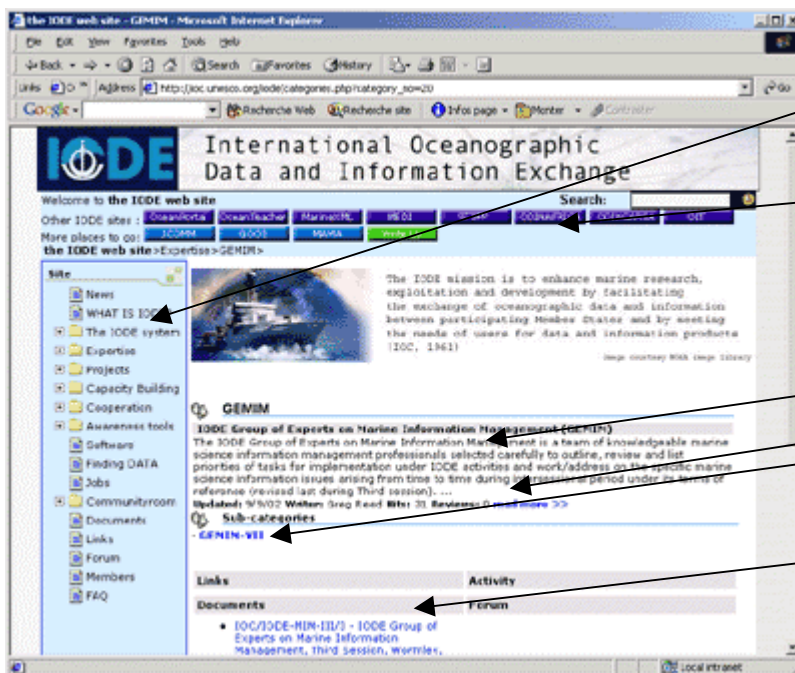 the IODE web site - GEMIM - Microsoft Internet Explorer
File Edit View Favorites Tools Help
Back Search Favorites History
Links Address http://ioc.unesco.org/iode/categories.php?category_no=20 Go
Google Recherche Web Recherche site Infos page Monter
IODE International Oceanographic
Data and Information Exchange
Welcome to the IODE web site Search:
Other IODE sites : OceanPortal OceanTeacher MarineXML MEDI
More places to go: JCOMM GOOS MAMA
the IODE web site>Expertise>GEMIM>
Site
News
WHAT IS
The IODE system
Expertise
Projects
Capacity Building
Cooperation
Awareness tools
Software
Finding DATA
Jobs
Communityroom
Documents
Links
Forum
Members
FAQ
The IODE mission is to enhance marine research,
exploitation and development by facilitating
the exchange of oceanographic data and information
between participating Member States and by meeting
the needs of users for data and information products
(IOC, 1961)
Image courtesy NOAA image library
GEMIM
IODE Group of Experts on Marine Information Management (GEMIM)
The IODE Group of Experts on Marine Information Management is a team of knowledgeable marine
science information management professionals selected carefully to outline, review and list
priorities of tasks for implementation under IODE activities and work/address on the specific marine
science information issues arising from time to time during intersessional period under its terms of
reference (revised last during Third session). ...
Updated: 9/9/02 Writer: Greg Reed Hits: 31 Reviews: 0 read more >>
Sub-categories
- GEMIM-VII
Links Activity
Documents Forum
IOC/IODE-MIM-III/3 - IODE Group of
Experts on Marine Information
Management, Third Session, Wormley,
Local intranet